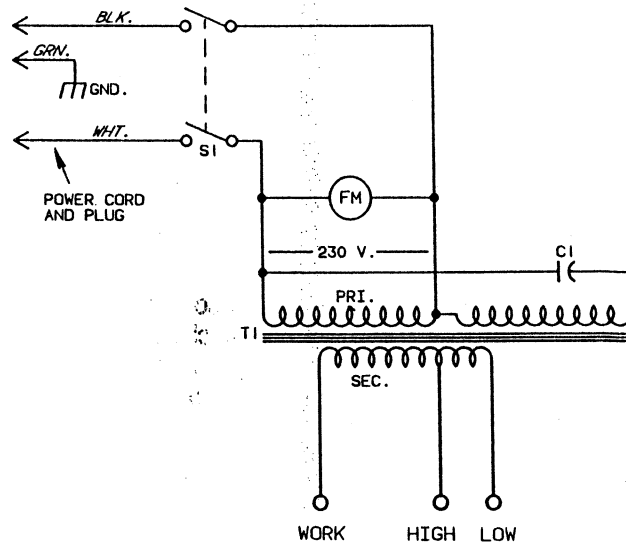 BLK.
GRN.
GND.
WHT.
S1
POWER CORD
AND PLUG
FM
230 V.
C1
PRI.
T1
SEC.
WORK HIGH LOW